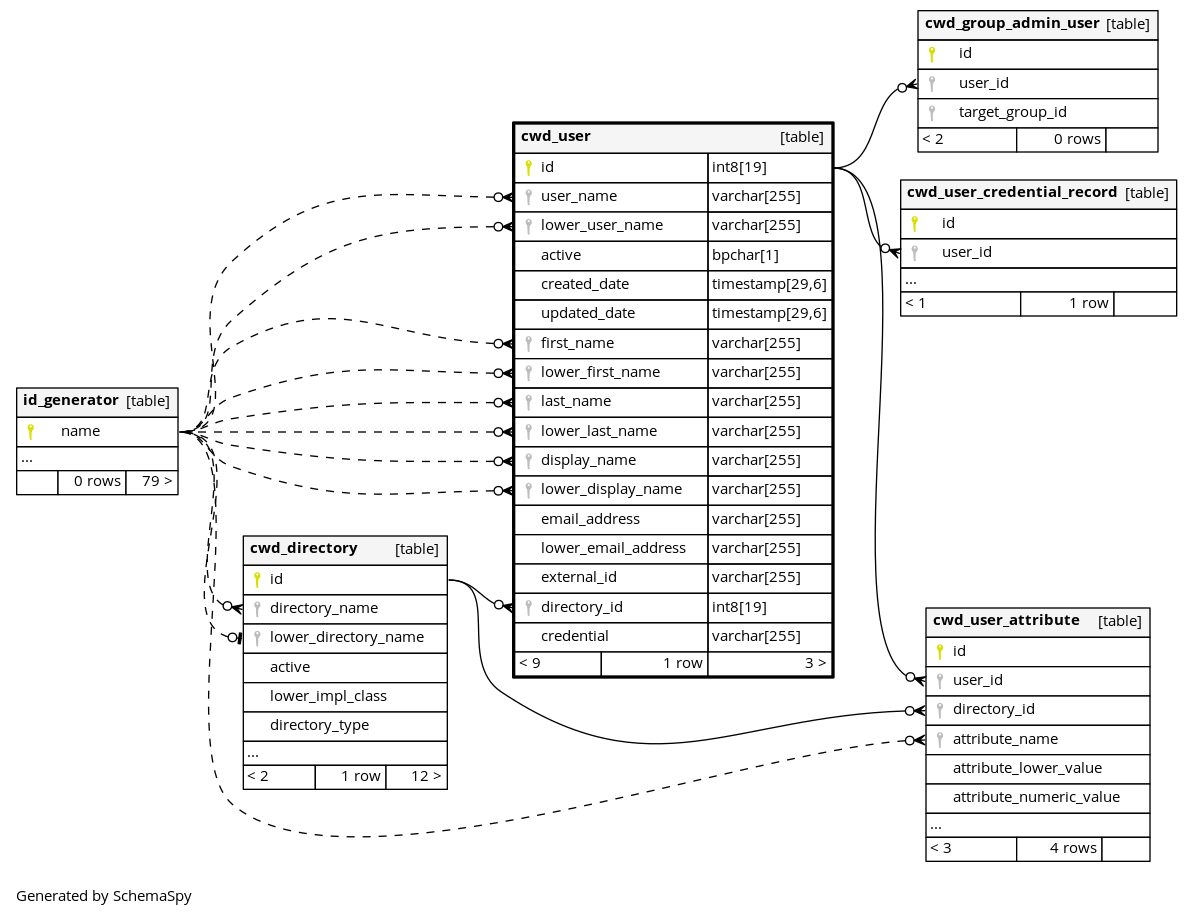 cwd_group_admin_user [table]
id
user_id
target_group_id
< 2 0 rows
cwd_user [table]
id int8[19]
user_name varchar[255]
lower_user_name varchar[255]
active bpchar[1]
created_date timestamp[29,6]
updated_date timestamp[29,6]
first_name varchar[255]
lower_first_name varchar[255]
last_name varchar[255]
lower_last_name varchar[255]
display_name varchar[255]
lower_display_name varchar[255]
email_address varchar[255]
lower_email_address varchar[255]
external_id varchar[255]
directory_id int8[19]
credential varchar[255]
< 9 1 row 3 >
cwd_user_credential_record [table]
id
user_id
...
< 1 1 row
id_generator [table]
name
...
0 rows 79 >
cwd_directory [table]
id
directory_name
lower_directory_name
active
lower_impl_class
directory_type
...
< 2 1 row 12 >
cwd_user_attribute [table]
id
user_id
directory_id
attribute_name
attribute_lower_value
attribute_numeric_value
...
< 3 4 rows
Generated by SchemaSpy